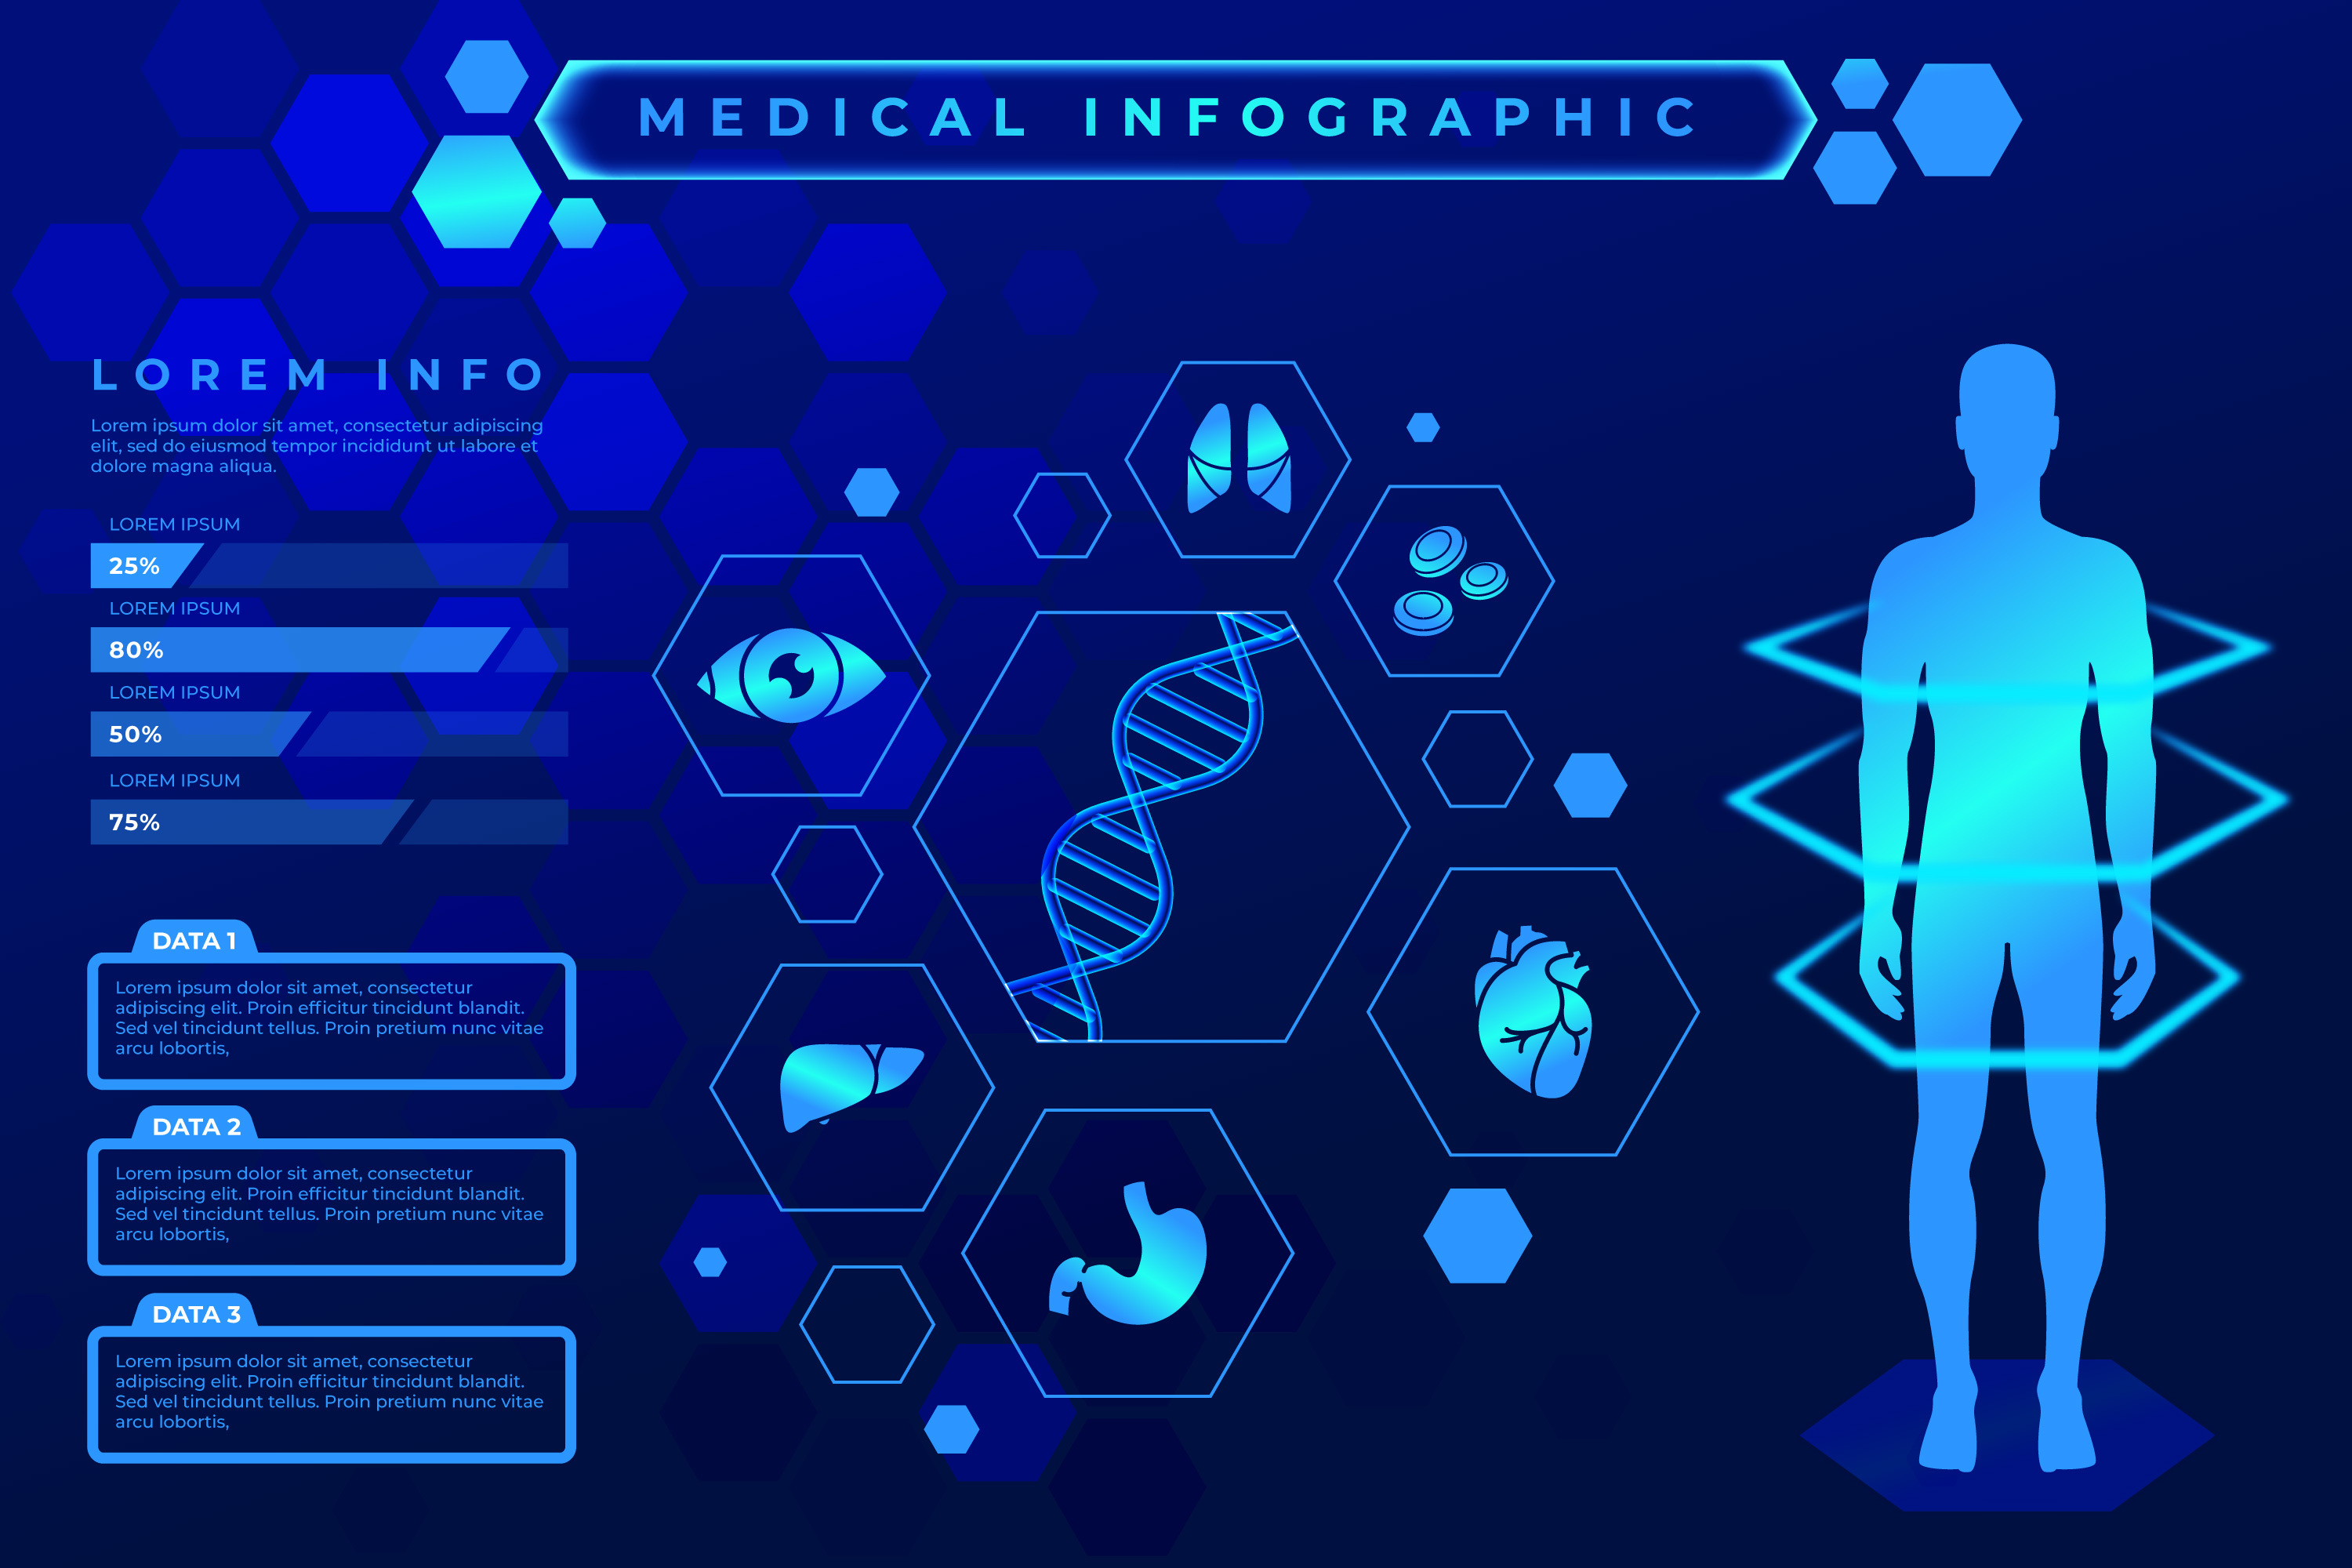 MEDICAL INFOGRAPHIC
LOREM INFO
Lorem ipsum dolor sit amet, consectetur adipiscing
elit, sed do eiusmod tempor incididunt ut labore et
dolore magna aliqua.
LOREM IPSUM
25%
LOREM IPSUM
80%
LOREM IPSUM
50%
LOREM IPSUM
75%
DATA 1
Lorem ipsum dolor sit amet, consectetur
adipiscing elit. Proin efficitur tincidunt blandit.
Sed vel tincidunt tellus. Proin pretium nunc vitae
arcu lobortis,
DATA 2
Lorem ipsum dolor sit amet, consectetur
adipiscing elit. Proin efficitur tincidunt blandit.
Sed vel tincidunt tellus. Proin pretium nunc vitae
arcu lobortis,
DATA 3
Lorem ipsum dolor sit amet, consectetur
adipiscing elit. Proin efficitur tincidunt blandit.
Sed vel tincidunt tellus. Proin pretium nunc vitae
arcu lobortis,